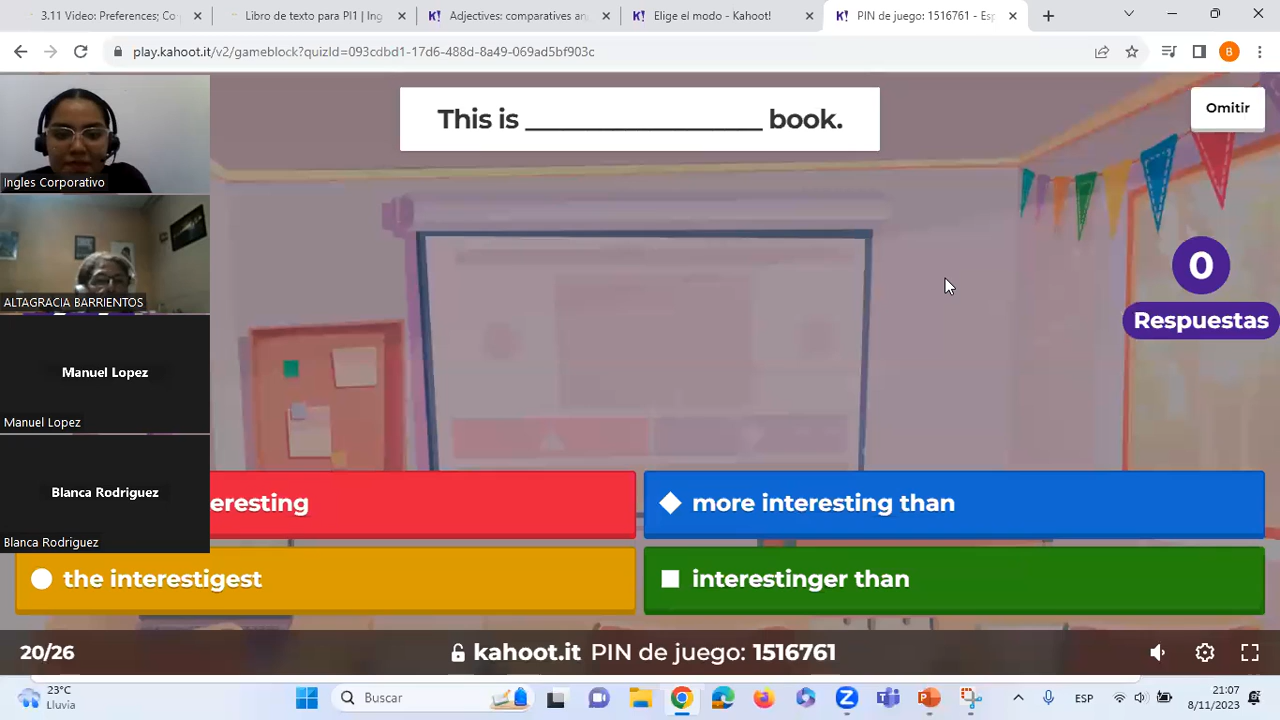 3.11 Video: Preferences; Co
Libro de texto para PI1 | Ing
Adjectives: comparatives an
Elige el modo - Kahoot!
PIN de juego: 1516761 - Esp
play.kahoot.it/v2/gameblock?quizId=093cdbd1-17d6-488d-8a49-069ad5bf903c
B
This is ________________ book.
Omitir
Ingles Corporativo
ALTAGRACIA BARRIENTOS
Manuel Lopez
Manuel Lopez
Blanca Rodriguez
Blanca Rodriguez
0
Respuestas
eresting
more interesting than
the interestigest
interestinger than
20/26
kahoot.it PIN de juego: 1516761
23°C
Lluvia
Buscar
ESP
21:07
8/11/2023